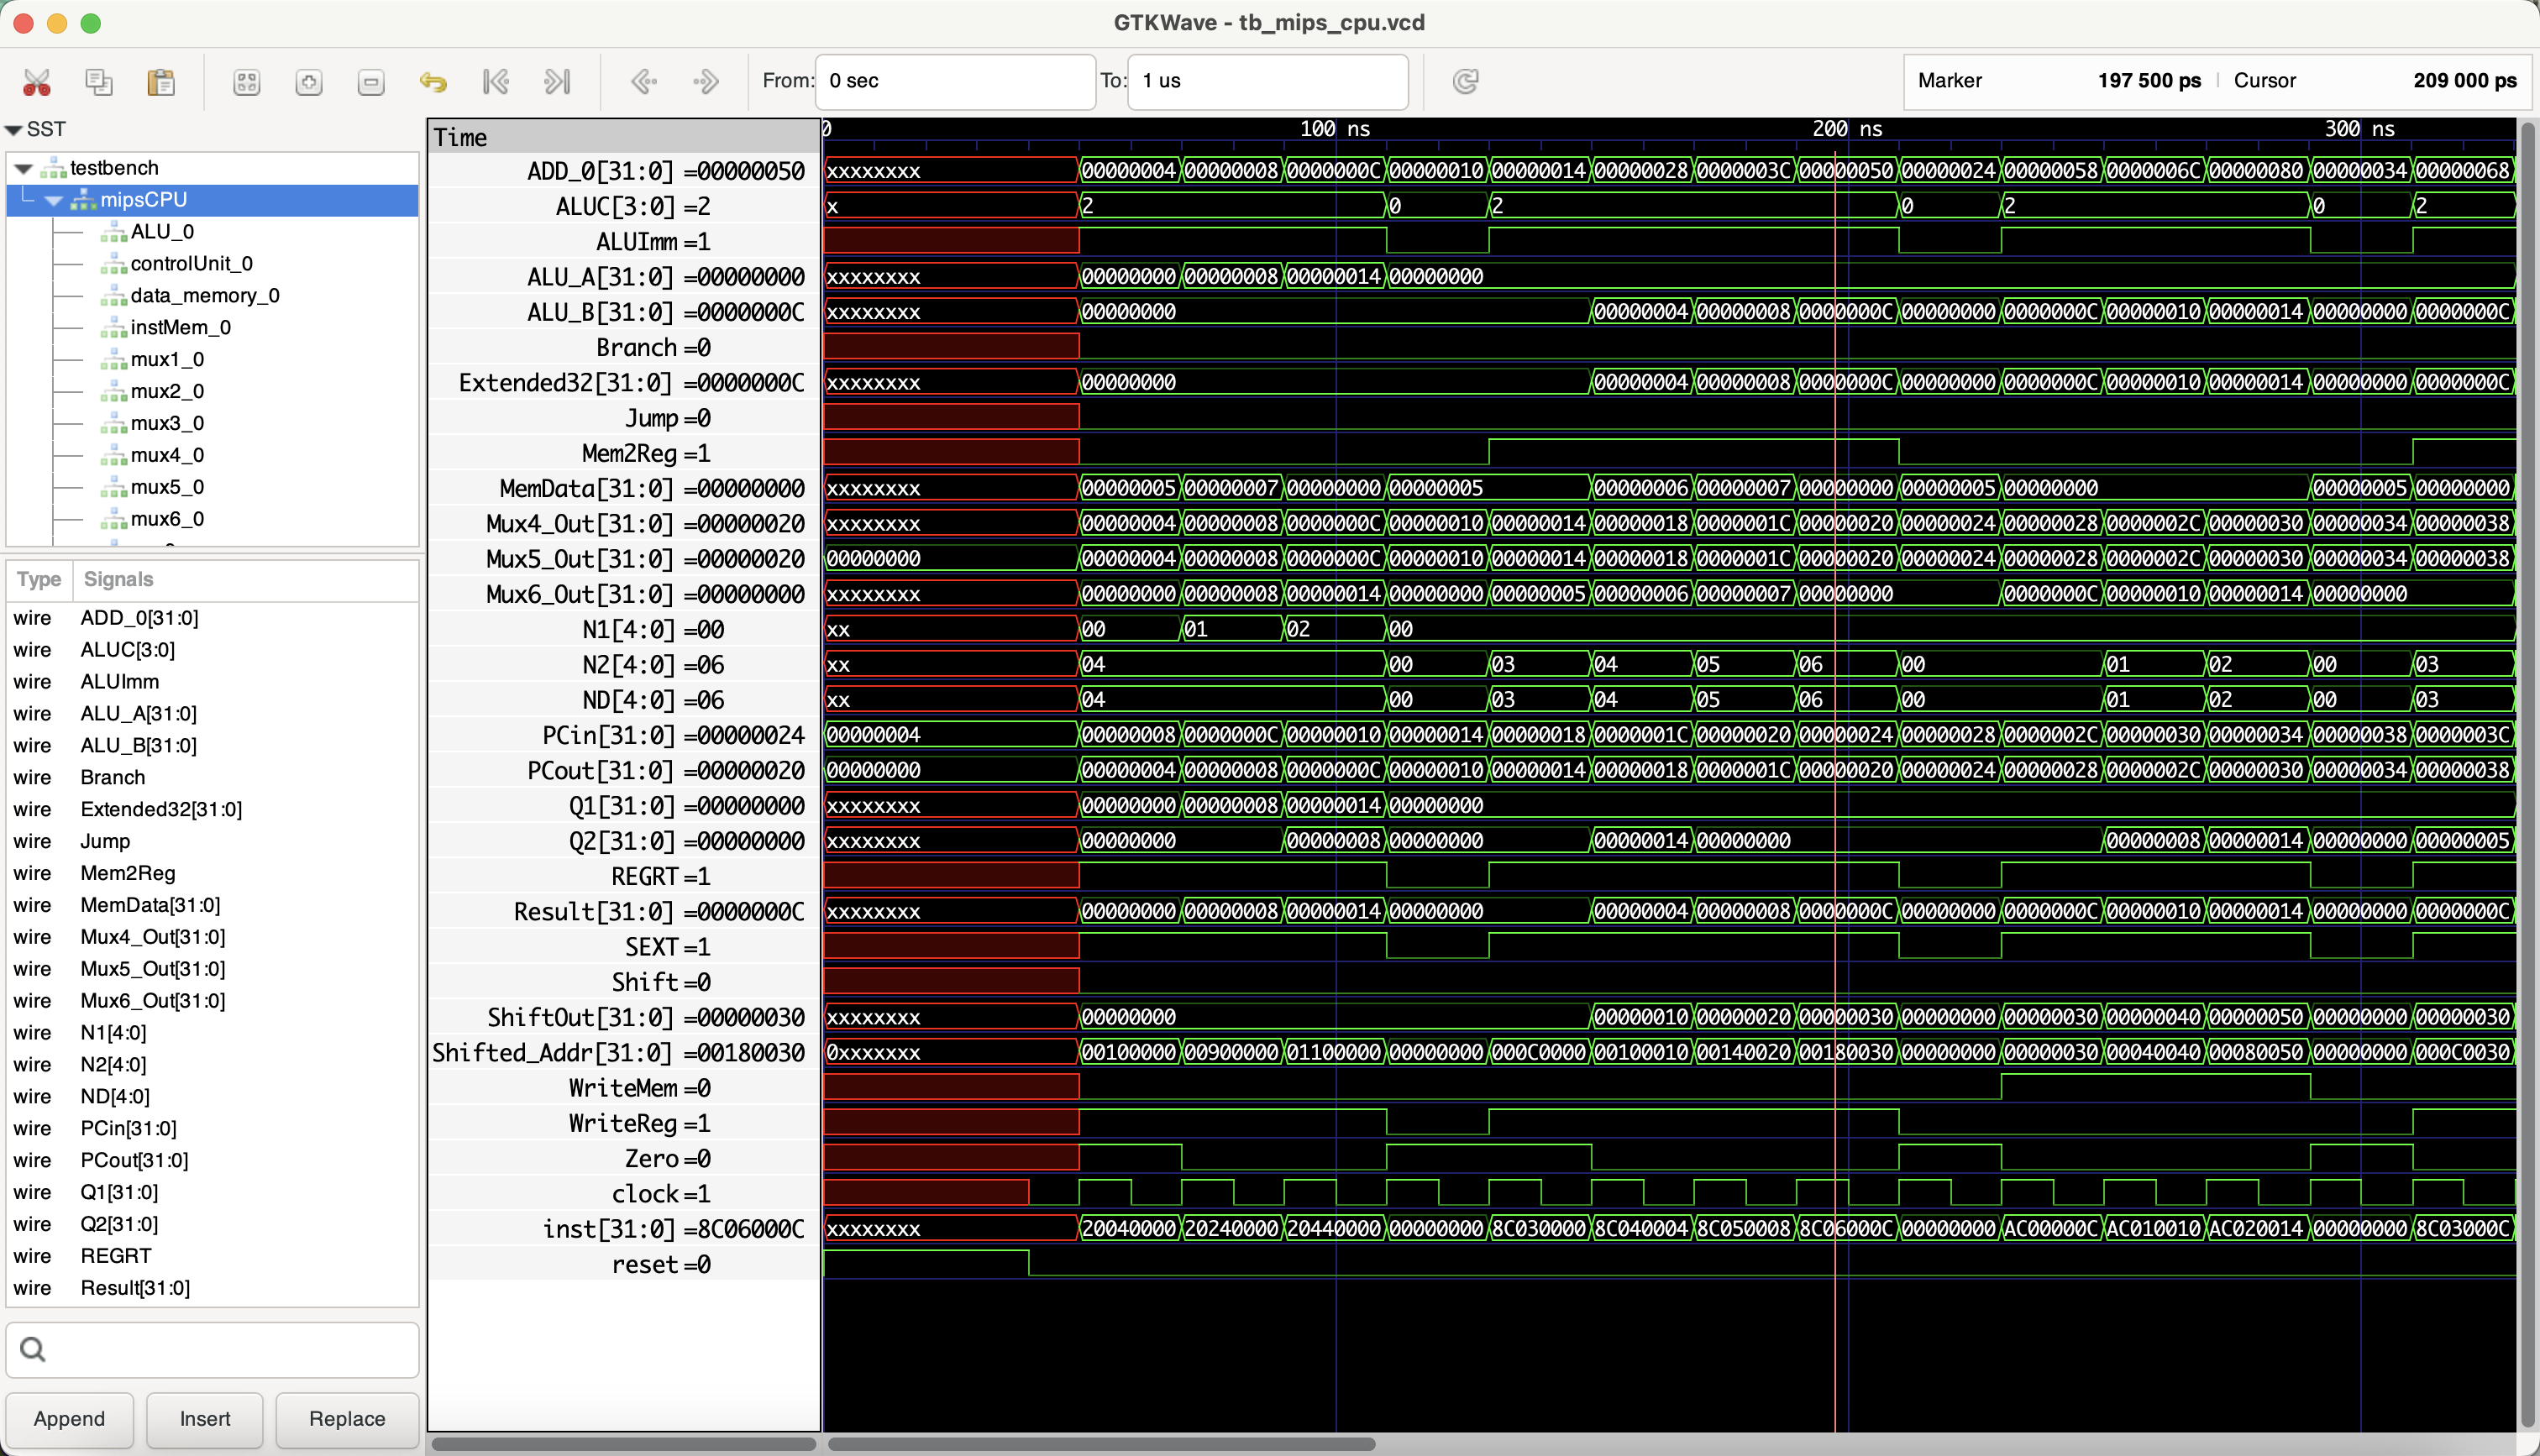 GTKWave - tb_mips_cpu.vcd
From: 0 sec To: 1 us Marker 197 500 ps | Cursor 209 000 ps
SST
testbench
mipsCPU
ALU_0
controlUnit_0
data_memory_0
instMem_0
mux1_0
mux2_0
mux3_0
mux4_0
mux5_0
mux6_0
Type Signals
wire ADD_0[31:0]
wire ALUC[3:0]
wire ALUImm
wire ALU_A[31:0]
wire ALU_B[31:0]
wire Branch
wire Extended32[31:0]
wire Jump
wire Mem2Reg
wire MemData[31:0]
wire Mux4_Out[31:0]
wire Mux5_Out[31:0]
wire Mux6_Out[31:0]
wire N1[4:0]
wire N2[4:0]
wire ND[4:0]
wire PCin[31:0]
wire PCout[31:0]
wire Q1[31:0]
wire Q2[31:0]
wire REGRT
wire Result[31:0]
Append Insert Replace
Time 0 100 ns 200 ns 300 ns
ADD_0[31:0] =00000050 xxxxxxxx 00000004 00000008 0000000C 00000010 00000014 00000028 0000003C 00000050 00000024 00000058 0000006C 00000080 00000034 00000068
ALUC[3:0] =2 x 2 0 2 0 2 0 2
ALUImm =1
ALU_A[31:0] =00000000 xxxxxxxx 00000000 00000008 00000014 00000000
ALU_B[31:0] =0000000C xxxxxxxx 00000000 00000004 00000008 0000000C 00000000 0000000C 00000010 00000014 00000000 0000000C
Branch =0
Extended32[31:0] =0000000C xxxxxxxx 00000000 00000004 00000008 0000000C 00000000 0000000C 00000010 00000014 00000000 0000000C
Jump =0
Mem2Reg =1
MemData[31:0] =00000000 xxxxxxxx 00000005 00000007 00000000 00000005 00000006 00000007 00000000 00000005 00000000 00000005 00000000
Mux4_Out[31:0] =00000020 xxxxxxxx 00000004 00000008 0000000C 00000010 00000014 00000018 0000001C 00000020 00000024 00000028 0000002C 00000030 00000034 00000038
Mux5_Out[31:0] =00000020 00000000 00000004 00000008 0000000C 00000010 00000014 00000018 0000001C 00000020 00000024 00000028 0000002C 00000030 00000034 00000038
Mux6_Out[31:0] =00000000 xxxxxxxx 00000000 00000008 00000014 00000000 00000005 00000006 00000007 00000000 0000000C 00000010 00000014 00000000
N1[4:0] =00 xx 00 01 02 00
N2[4:0] =06 xx 04 00 03 04 05 06 00 01 02 00 03
ND[4:0] =06 xx 04 00 03 04 05 06 00 01 02 00 03
PCin[31:0] =00000024 00000004 00000008 0000000C 00000010 00000014 00000018 0000001C 00000020 00000024 00000028 0000002C 00000030 00000034 00000038 0000003C
PCout[31:0] =00000020 00000000 00000004 00000008 0000000C 00000010 00000014 00000018 0000001C 00000020 00000024 00000028 0000002C 00000030 00000034 00000038
Q1[31:0] =00000000 xxxxxxxx 00000000 00000008 00000014 00000000
Q2[31:0] =00000000 xxxxxxxx 00000000 00000008 00000000 00000014 00000000 00000008 00000014 00000000 00000005
REGRT =1
Result[31:0] =0000000C xxxxxxxx 00000000 00000008 00000014 00000000 00000004 00000008 0000000C 00000000 0000000C 00000010 00000014 00000000 0000000C
SEXT =1
Shift =0
ShiftOut[31:0] =00000030 xxxxxxxx 00000000 00000010 00000020 00000030 00000000 00000030 00000040 00000050 00000000 00000030
Shifted_Addr[31:0] =00180030 0xxxxxxx 00100000 00900000 01100000 00000000 000C0000 00100010 00140020 00180030 00000000 00000030 00040040 00080050 00000000 000C0030
WriteMem =0
WriteReg =1
Zero =0
clock =1
inst[31:0] =8C06000C xxxxxxxx 20040000 20240000 20440000 00000000 8C030000 8C040004 8C050008 8C06000C 00000000 AC00000C AC010010 AC020014 00000000 8C03000C
reset =0